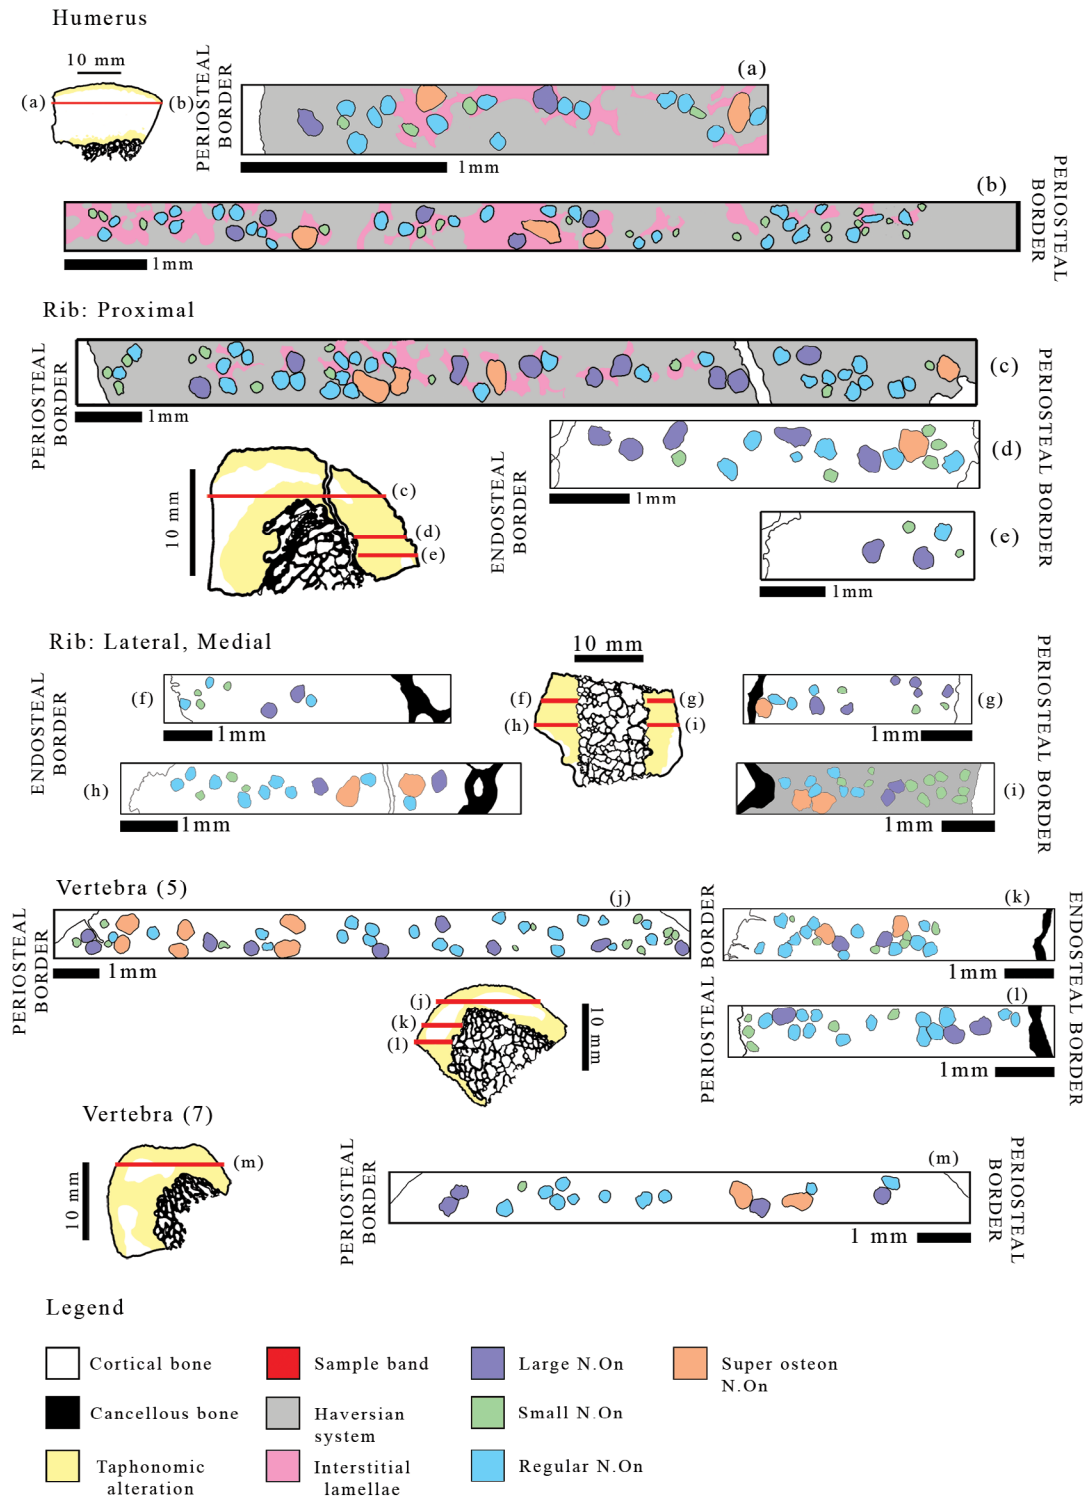 Humerus
10 mm
(a)
(b)
PERIOSTEAL
BORDER
(a)
1mm
(b)
1mm
PERIOSTEAL
BORDER
Rib: Proximal
PERIOSTEAL
BORDER
(c)
1mm
10 mm
(c)
(d)
(e)
ENDOSTEAL
BORDER
(d)
1mm
(e)
1mm
PERIOSTEAL BORDER
Rib: Lateral, Medial
ENDOSTEAL
BORDER
(f)
1mm
(h)
1mm
10 mm
(f)
(g)
(h)
(i)
(g)
1mm
(i)
1mm
PERIOSTEAL BORDER
Vertebra (5)
PERIOSTEAL
BORDER
(j)
1mm
(j)
(k)
(l)
10 mm
PERIOSTEAL BORDER
(k)
1mm
(l)
1mm
ENDOSTEAL BORDER
Vertebra (7)
10 mm
(m)
PERIOSTEAL
BORDER
(m)
1 mm
PERIOSTEAL
BORDER
Legend
Cortical bone
Sample band
Large N.On
Super osteon
N.On
Cancellous bone
Haversian
system
Small N.On
Taphonomic
alteration
Interstitial
lamellae
Regular N.On